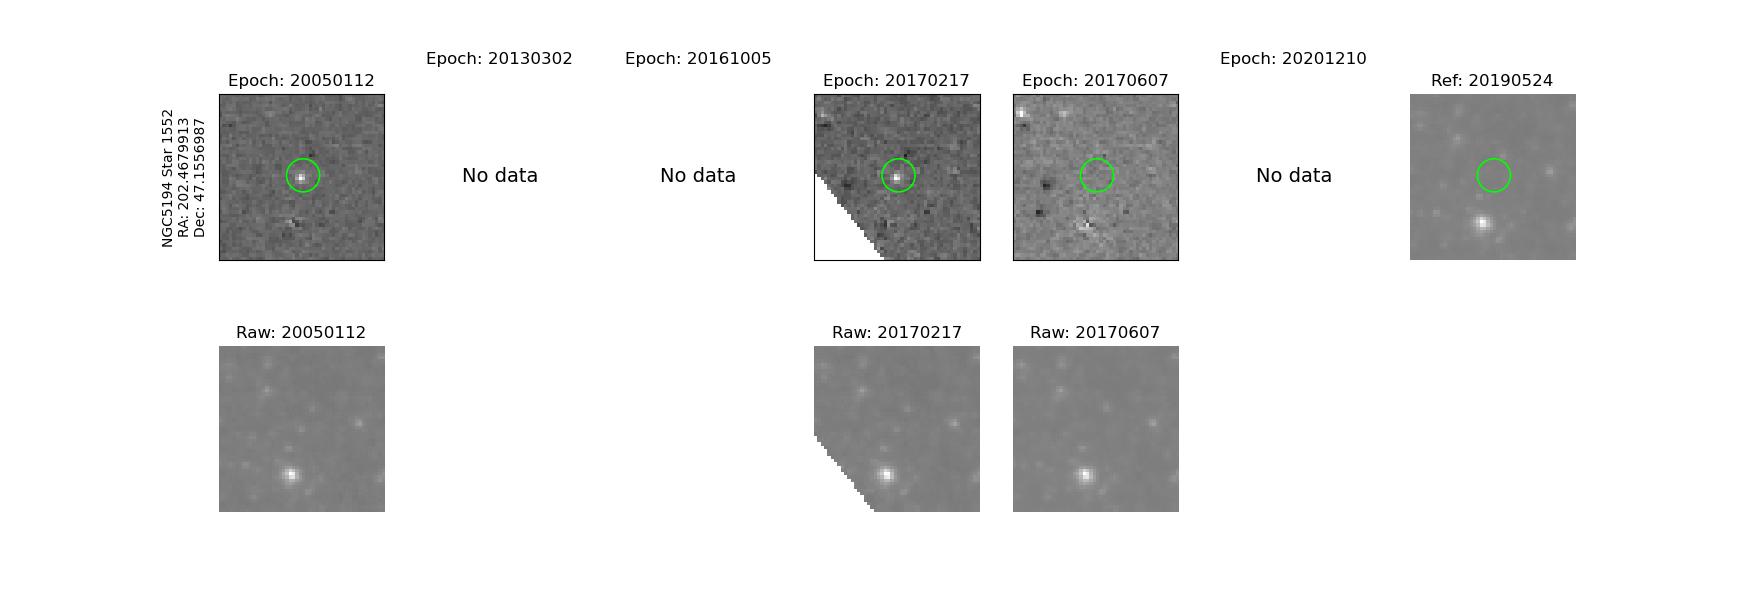 Epoch: 20130302
Epoch: 20161005
Epoch: 20201210
Epoch: 20050112
Epoch: 20170217
Epoch: 20170607
Ref: 20190524
NGC5194 Star 1552
RA: 202.4679913
Dec: 47.1556987
No data
No data
No data
Raw: 20050112
Raw: 20170217
Raw: 20170607